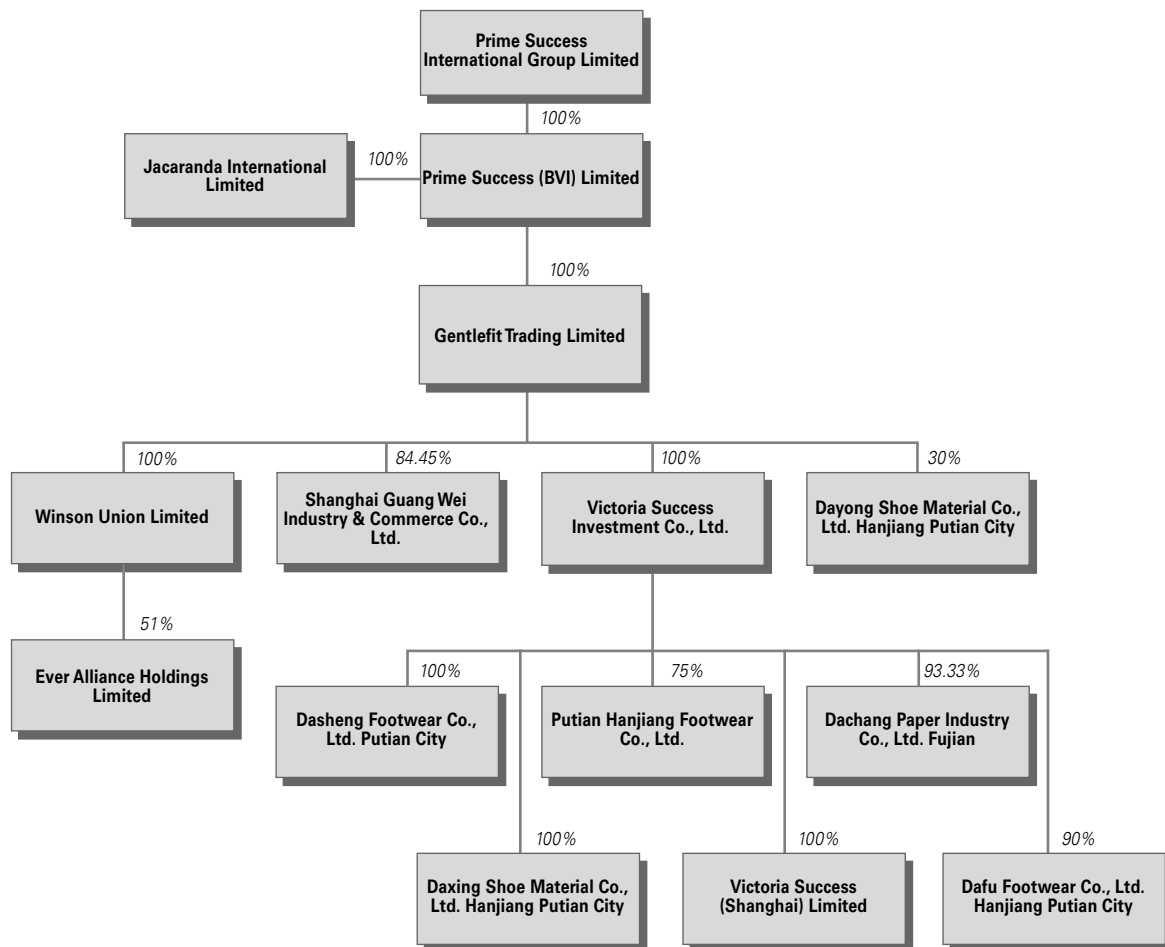 Prime Success
International Group Limited
100%
Jacaranda International
Limited
100%
Prime Success (BVI) Limited
100%
Gentlefit Trading Limited
100%
84.45%
100%
30%
Winson Union Limited
Shanghai Guang Wei
Industry & Commerce Co.,
Ltd.
Victoria Success
Investment Co., Ltd.
Dayong Shoe Material Co.,
Ltd. Hanjiang Putian City
51%
Ever Alliance Holdings
Limited
100%
75%
93.33%
Dasheng Footwear Co.,
Ltd. Putian City
Putian Hanjiang Footwear
Co., Ltd.
Dachang Paper Industry
Co., Ltd. Fujian
100%
100%
90%
Daxing Shoe Material Co.,
Ltd. Hanjiang Putian City
Victoria Success
(Shanghai) Limited
Dafu Footwear Co., Ltd.
Hanjiang Putian City